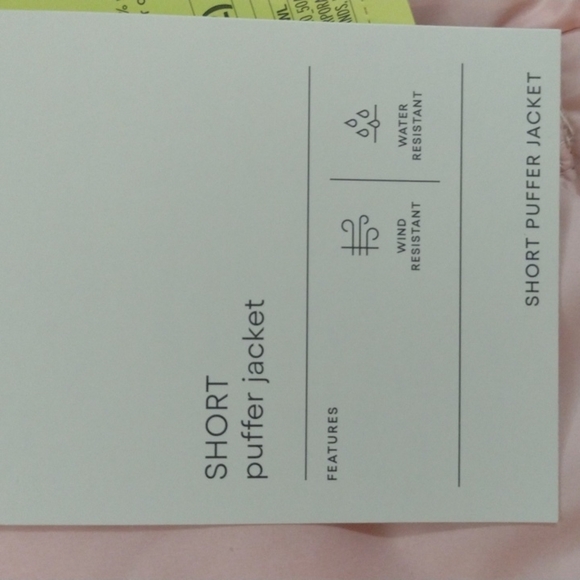 SHORT
puffer jacket
FEATURES
WIND
RESISTANT
WATER
RESISTANT
SHORT PUFFER JACKET